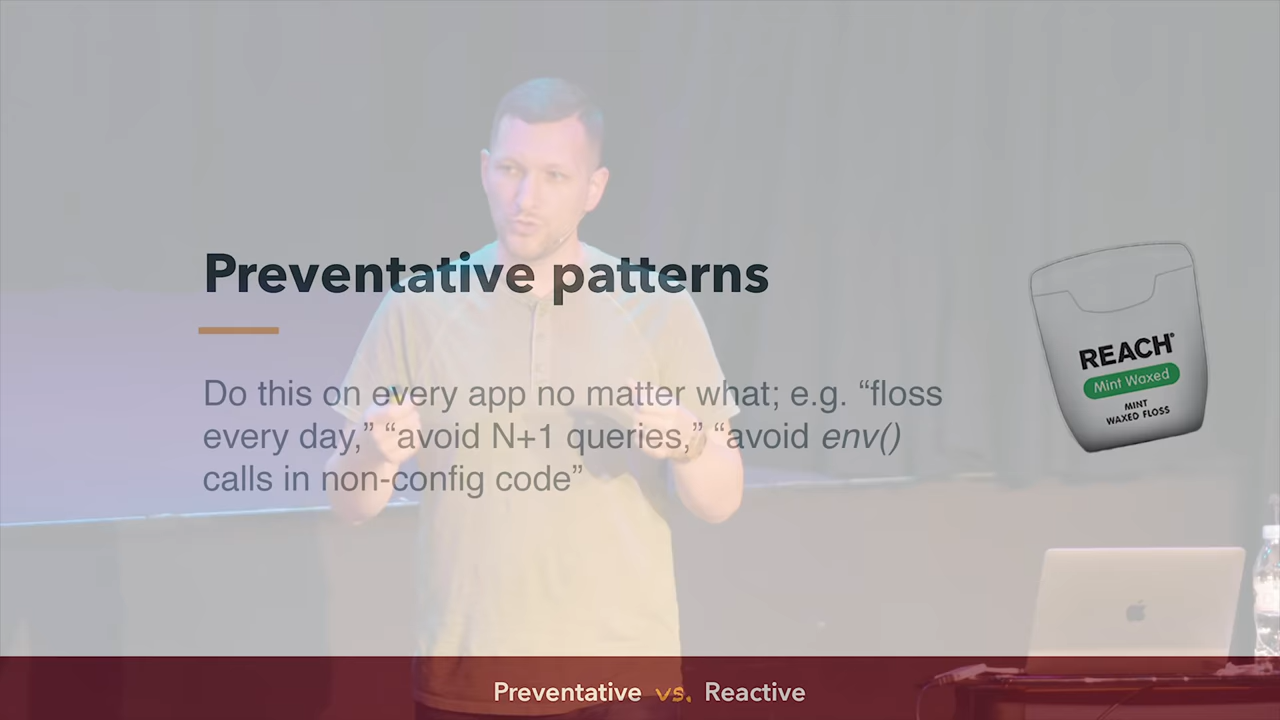 Preventative patterns
Do this on every app no matter what; e.g. “floss
every day,” “avoid N+1 queries,” “avoid env()
calls in non-config code”
REACH®
Mint Waxed
MINT
WAXED FLOSS
Preventative vs. Reactive